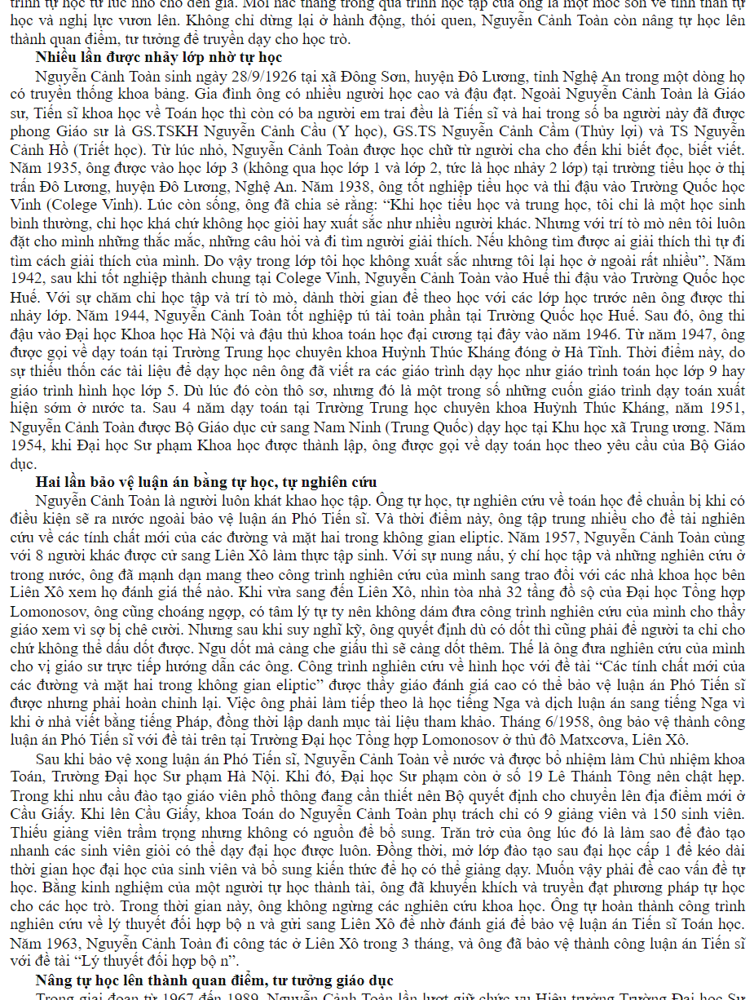 trình tự học từ lúc nhỏ cho đến già. Mỗi nấc thang trong quá trình học tập của ông là một mốc son về tinh thần tự
học và nghị lực vươn lên. Không chỉ dừng lại ở hành động, thói quen, Nguyễn Cảnh Toàn còn nâng tự học lên
thành quan điểm, tư tưởng để truyền dạy cho học trò.
Nhiều lần được nhảy lớp nhờ tự học
Nguyễn Cảnh Toàn sinh ngày 28/9/1926 tại xã Đông Sơn, huyện Đô Lương, tỉnh Nghệ An trong một dòng họ
có truyền thống khoa bảng. Gia đình ông có nhiều người học cao và đậu đạt. Ngoài Nguyễn Cảnh Toàn là Giáo
sư, Tiến sĩ khoa học về Toán học thì còn có ba người em trai đều là Tiến sĩ và hai trong số ba người này đã được
phong Giáo sư là GS.TSKH Nguyễn Cảnh Cầu (Y học), GS.TS Nguyễn Cảnh Cầm (Thủy lợi) và TS Nguyễn
Cảnh Hồ (Triết học). Từ lúc nhỏ, Nguyễn Cảnh Toàn được học chữ từ người cha cho đến khi biết đọc, biết viết.
Năm 1935, ông được vào học lớp 3 (không qua học lớp 1 và lớp 2, tức là học nhảy 2 lớp) tại trường tiểu học ở thị
trấn Đô Lương, huyện Đô Lương, Nghệ An. Năm 1938, ông tốt nghiệp tiểu học và thi đậu vào Trường Quốc học
Vinh (Colege Vinh). Lúc còn sống, ông đã chia sẻ rằng: “Khi học tiểu học và trung học, tôi chỉ là một học sinh
bình thường, chỉ học khá chứ không học giỏi hay xuất sắc như nhiều người khác. Nhưng với trí tò mò nên tôi luôn
đặt cho mình những thắc mắc, những câu hỏi và đi tìm người giải thích. Nếu không tìm được ai giải thích thì tự đi
tìm cách giải thích của mình. Do vậy trong lớp tôi học không xuất sắc nhưng tôi lại học ở ngoài rất nhiều”. Năm
1942, sau khi tốt nghiệp thành chung tại Colege Vinh, Nguyễn Cảnh Toàn vào Huế thi đậu vào Trường Quốc học
Huế. Với sự chăm chỉ học tập và trí tò mò, dành thời gian để theo học với các lớp học trước nên ông được thi
nhảy lớp. Năm 1944, Nguyễn Cảnh Toàn tốt nghiệp tú tài toàn phần tại Trường Quốc học Huế. Sau đó, ông thi
đậu vào Đại học Khoa học Hà Nội và đậu thủ khoa toán học đại cương tại đây vào năm 1946. Từ năm 1947, ông
được gọi về dạy toán tại Trường Trung học chuyên khoa Huỳnh Thúc Kháng đóng ở Hà Tĩnh. Thời điểm này, do
sự thiếu thốn các tài liệu để dạy học nên ông đã viết ra các giáo trình dạy học như giáo trình toán học lớp 9 hay
giáo trình hình học lớp 5. Dù lúc đó còn thô sơ, nhưng đó là một trong số những cuốn giáo trình dạy toán xuất
hiện sớm ở nước ta. Sau 4 năm dạy toán tại Trường Trung học chuyên khoa Huỳnh Thúc Kháng, năm 1951,
Nguyễn Cảnh Toàn được Bộ Giáo dục cử sang Nam Ninh (Trung Quốc) dạy học tại Khu học xã Trung ương. Năm
1954, khi Đại học Sư phạm Khoa học được thành lập, ông được gọi về dạy toán học theo yêu cầu của Bộ Giáo
dục.
Hai lần bảo vệ luận án bằng tự học, tự nghiên cứu
Nguyễn Cảnh Toàn là người luôn khát khao học tập. Ông tự học, tự nghiên cứu về toán học để chuẩn bị khi có
điều kiện sẽ ra nước ngoài bảo vệ luận án Phó Tiến sĩ. Và thời điểm này, ông tập trung nhiều cho đề tài nghiên
cứu về các tính chất mới của các đường và mặt hai trong không gian eliptic. Năm 1957, Nguyễn Cảnh Toàn cùng
với 8 người khác được cử sang Liên Xô làm thực tập sinh. Với sự nung nấu, ý chí học tập và những nghiên cứu ở
trong nước, ông đã mạnh dạn mang theo công trình nghiên cứu của mình sang trao đổi với các nhà khoa học bên
Liên Xô xem họ đánh giá thế nào. Khi vừa sang đến Liên Xô, nhìn tòa nhà 32 tầng đồ sộ của Đại học Tổng hợp
Lomonosov, ông cũng choáng ngợp, có tâm lý tự ty nên không dám đưa công trình nghiên cứu của mình cho thầy
giáo xem vì sợ bị chê cười. Nhưng sau khi suy nghĩ kỹ, ông quyết định dù có dốt thì cũng phải để người ta chỉ cho
chứ không thể dấu dốt được. Ngu dốt mà càng che giấu thì sẽ càng dốt thêm. Thế là ông đưa nghiên cứu của mình
cho vị giáo sư trực tiếp hướng dẫn các ông. Công trình nghiên cứu về hình học với đề tài “Các tính chất mới của
các đường và mặt hai trong không gian eliptic” được thầy giáo đánh giá cao có thể bảo vệ luận án Phó Tiến sĩ
được nhưng phải hoàn chỉnh lại. Việc ông phải làm tiếp theo là học tiếng Nga và dịch luận án sang tiếng Nga vì
khi ở nhà viết bằng tiếng Pháp, đồng thời lập danh mục tài liệu tham khảo. Tháng 6/1958, ông bảo vệ thành công
luận án Phó Tiến sĩ với đề tài trên tại Trường Đại học Tổng hợp Lomonosov ở thủ đô Matxcơva, Liên Xô.
Sau khi bảo vệ xong luận án Phó Tiến sĩ, Nguyễn Cảnh Toàn về nước và được bổ nhiệm làm Chủ nhiệm khoa
Toán, Trường Đại học Sư phạm Hà Nội. Khi đó, Đại học Sư phạm còn ở số 19 Lê Thánh Tông nên chật hẹp.
Trong khi nhu cầu đào tạo giáo viên phổ thông đang cần thiết nên Bộ quyết định cho chuyển lên địa điểm mới ở
Cầu Giấy. Khi lên Cầu Giấy, khoa Toán do Nguyễn Cảnh Toàn phụ trách chỉ có 9 giảng viên và 150 sinh viên.
Thiếu giảng viên trầm trọng nhưng không có nguồn để bổ sung. Trăn trở của ông lúc đó là làm sao để đào tạo
nhanh các sinh viên giỏi có thể dạy đại học được luôn. Đồng thời, mở lớp đào tạo sau đại học cấp 1 để kéo dài
thời gian học đại học của sinh viên và bổ sung kiến thức để họ có thể giảng dạy. Muốn vậy phải đề cao vấn đề tự
học. Bằng kinh nghiệm của một người tự học thành tài, ông đã khuyến khích và truyền đạt phương pháp tự học
cho các học trò. Trong thời gian này, ông không ngừng các nghiên cứu khoa học. Ông tự hoàn thành công trình
nghiên cứu về lý thuyết đối hợp bộ n và gửi sang Liên Xô để nhờ đánh giá để bảo vệ luận án Tiến sĩ Toán học.
Năm 1963, Nguyễn Cảnh Toàn đi công tác ở Liên Xô trong 3 tháng, và ông đã bảo vệ thành công luận án Tiến sĩ
với đề tài “Lý thuyết đối hợp bộ n”.
Nâng tự học lên thành quan điểm, tư tưởng giáo dục
Trong giai đoạn từ 1967 đến 1989, Nguyễn Cảnh Toàn lần lượt giữ chức vụ Hiệu trưởng Trường Đại học Sư